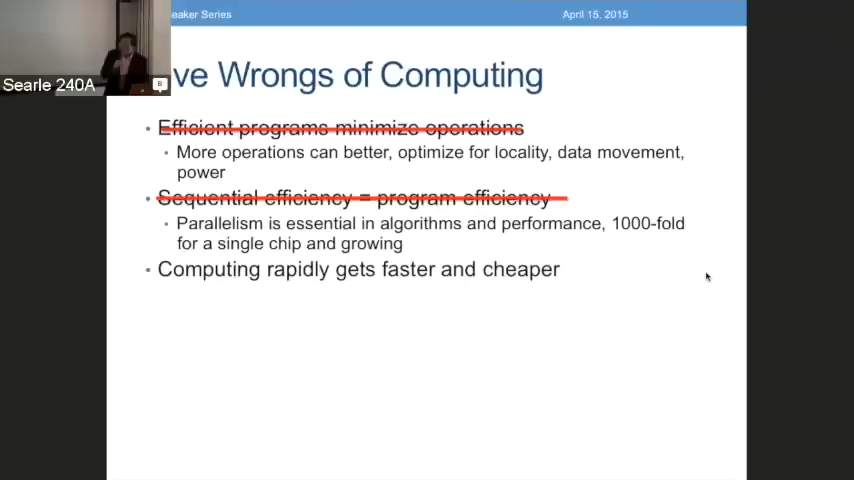 eaker Series
April 15, 2015
Searle 240A
ve Wrongs of Computing
Efficient programs minimize operations
More operations can better, optimize for locality, data movement,
power
Sequential efficiency = program efficiency
Parallelism is essential in algorithms and performance, 1000-fold
for a single chip and growing
Computing rapidly gets faster and cheaper